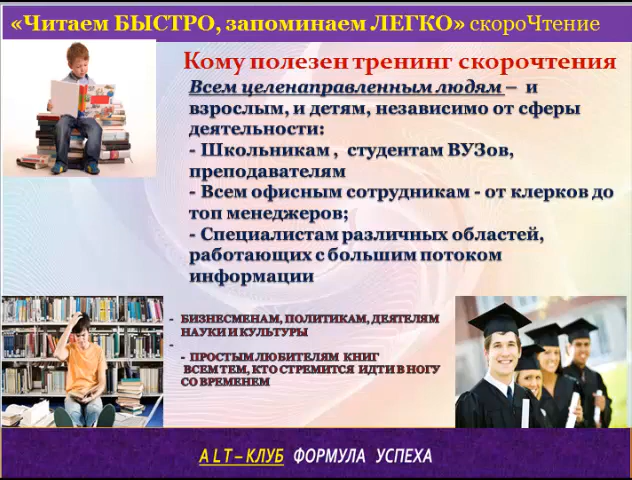 «Читаем БЫСТРО, запоминаем ЛЕГКО» скороЧтение
Кому полезен тренинг скорочтения
Всем целенаправленным людям – и
взрослым, и детям, независимо от сферы
деятельности:
- Школьникам , студентам ВУЗов,
преподавателям
- Всем офисным сотрудникам - от клерков до
топ менеджеров;
- Специалистам различных областей,
работающих с большим потоком
информации
- БИЗНЕСМЕНАМ, ПОЛИТИКАМ, ДЕЯТЕЛЯМ
НАУКИ И КУЛЬТУРЫ
-
- ПРОСТЫМ ЛЮБИТЕЛЯМ КНИГ
ВСЕМ ТЕМ, КТО СТРЕМИТСЯ ИДТИ В НОГУ
СО ВРЕМЕНЕМ
A L T – КЛУБ ФОРМУЛА УСПЕХА